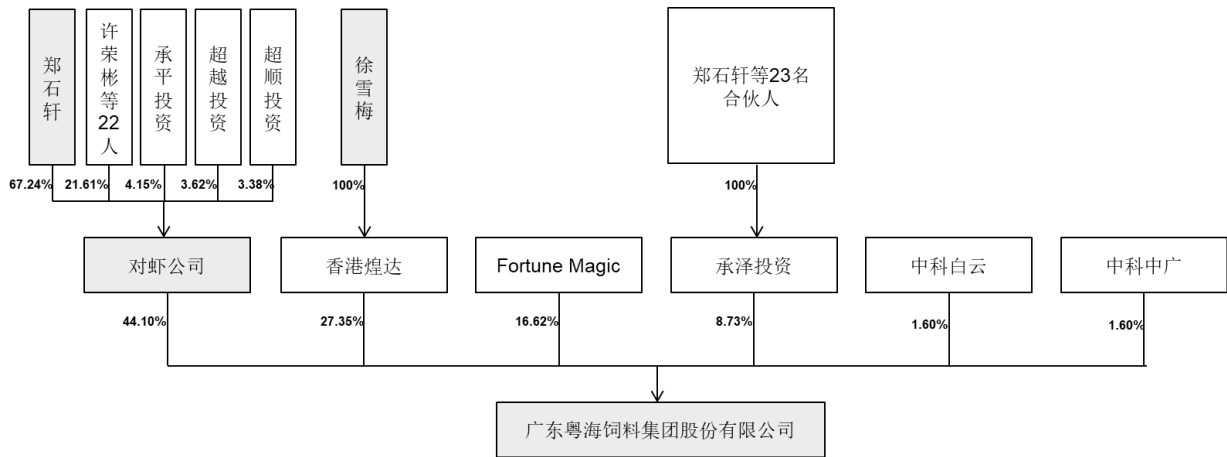 郑石轩
许荣彬等22人
承平投资
超越投资
超顺投资
徐雪梅
郑石轩等23名
合伙人
67.24%
21.61%
4.15%
3.62%
3.38%
100%
100%
对虾公司
香港煌达
Fortune Magic
承泽投资
中科白云
中科中广
44.10%
27.35%
16.62%
8.73%
1.60%
1.60%
广东粤海饲料集团股份有限公司